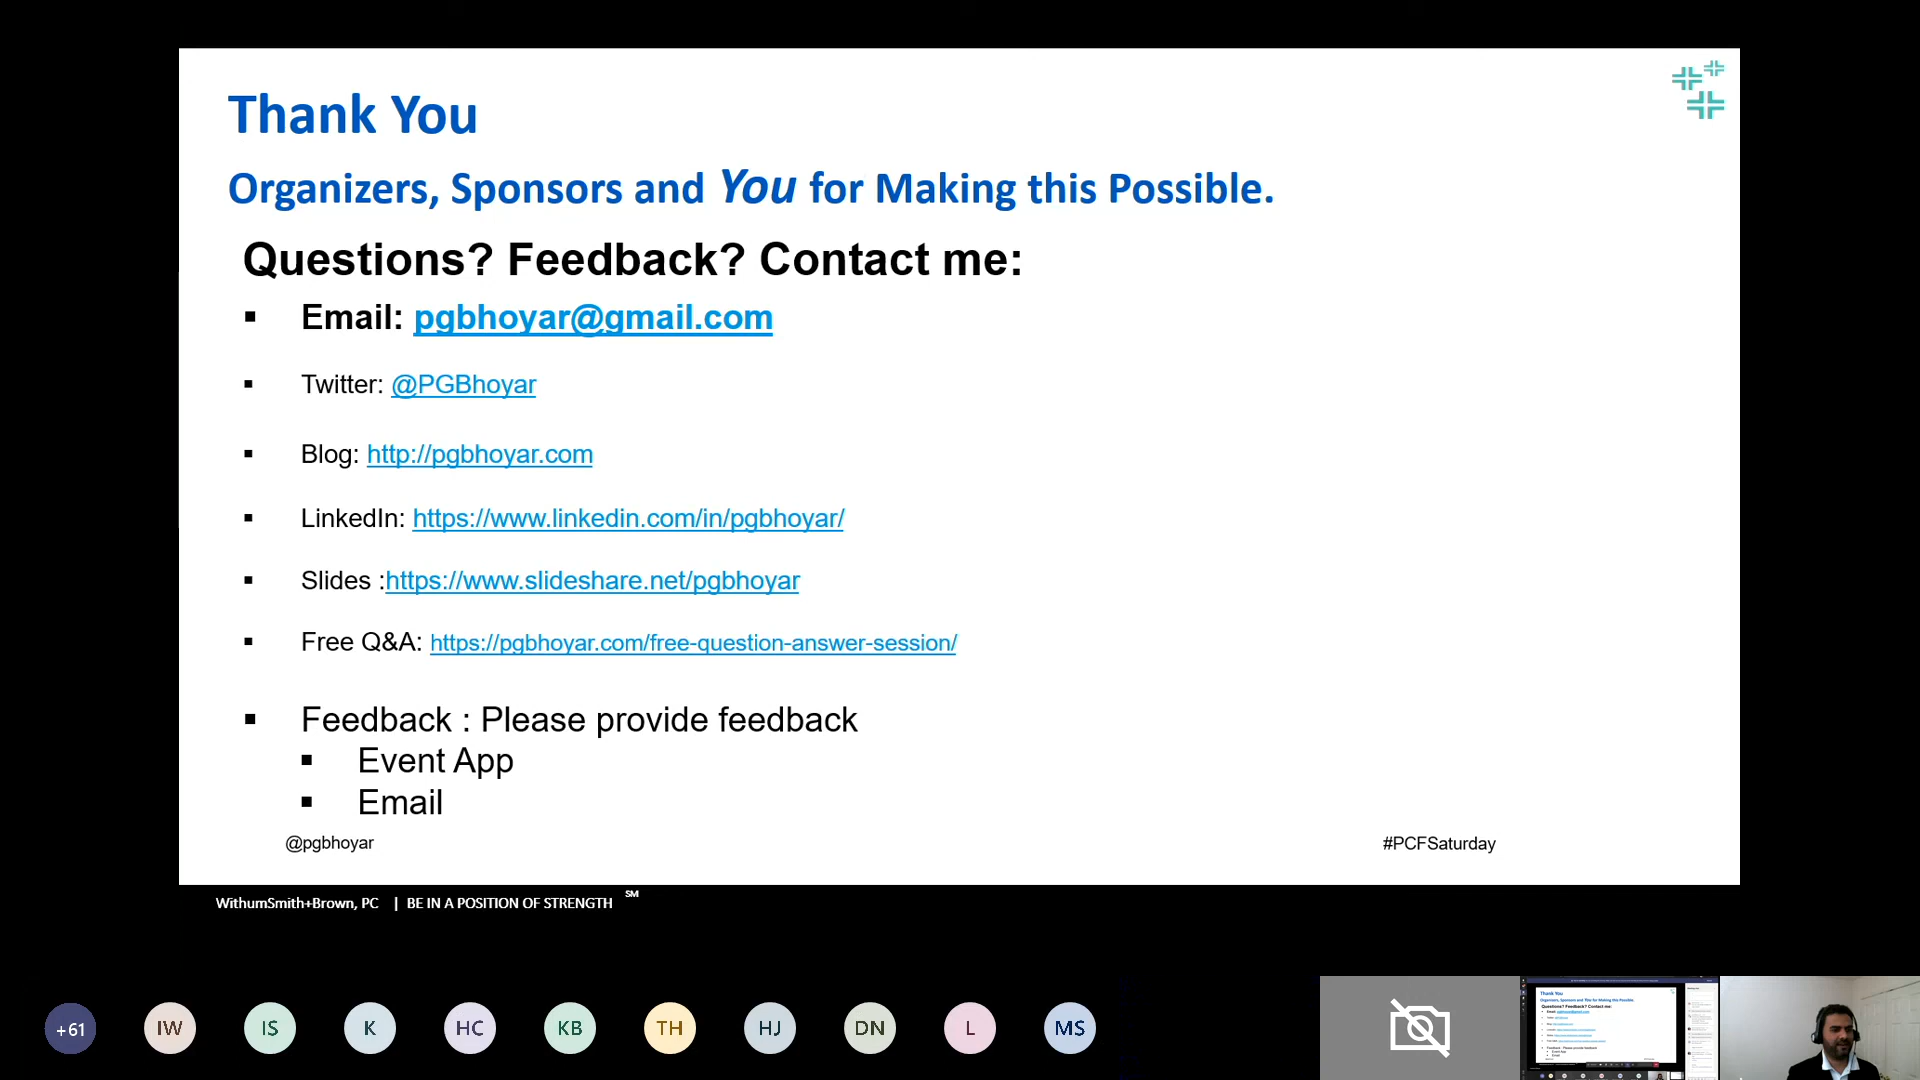 Thank You
Organizers, Sponsors and You for Making this Possible.
Questions? Feedback? Contact me:
▪ Email: pgbhoyar@gmail.com
▪ Twitter: @PGBhoyar
▪ Blog: http://pgbhoyar.com
▪ LinkedIn: https://www.linkedin.com/in/pgbhoyar/
▪ Slides :https://www.slideshare.net/pgbhoyar
▪ Free Q&A: https://pgbhoyar.com/free-question-answer-session/
▪ Feedback : Please provide feedback
▪ Event App
▪ Email
@pgbhoyar #PCFSaturday
WithumSmith+Brown, PC | BE IN A POSITION OF STRENGTH SM
+61 IW IS K HC KB TH HJ DN L MS